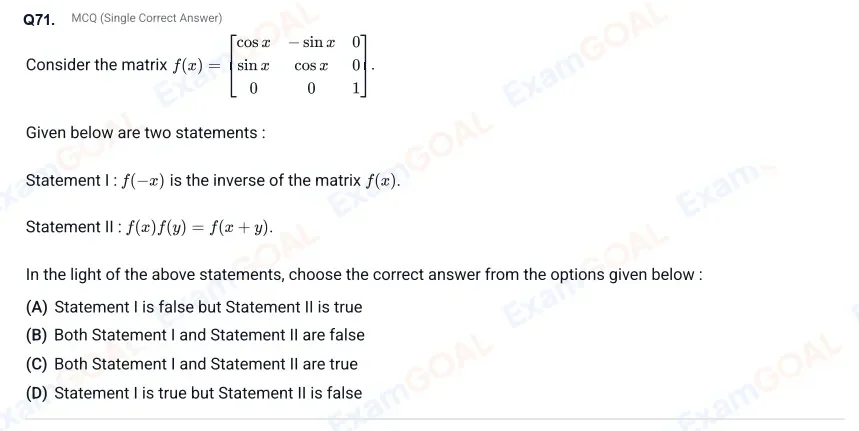 Q71. MCQ (Single Correct Answer)
Consider the matrix f(x) = [cos x  − sin x  0
sin x  cos x  0
0  0  1] .
Given below are two statements :
Statement I : f(−x) is the inverse of the matrix f(x).
Statement II : f(x)f(y) = f(x + y).
In the light of the above statements, choose the correct answer from the options given below :
(A) Statement I is false but Statement II is true
(B) Both Statement I and Statement II are false
(C) Both Statement I and Statement II are true
(D) Statement I is true but Statement II is false